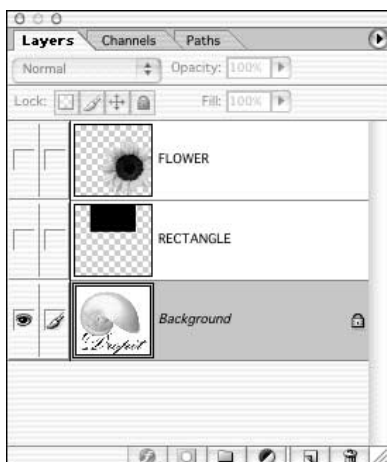 Layers Channels Paths
Normal Opacity: 100%
Lock: Fill: 100%
FLOWER
RECTANGLE
Background